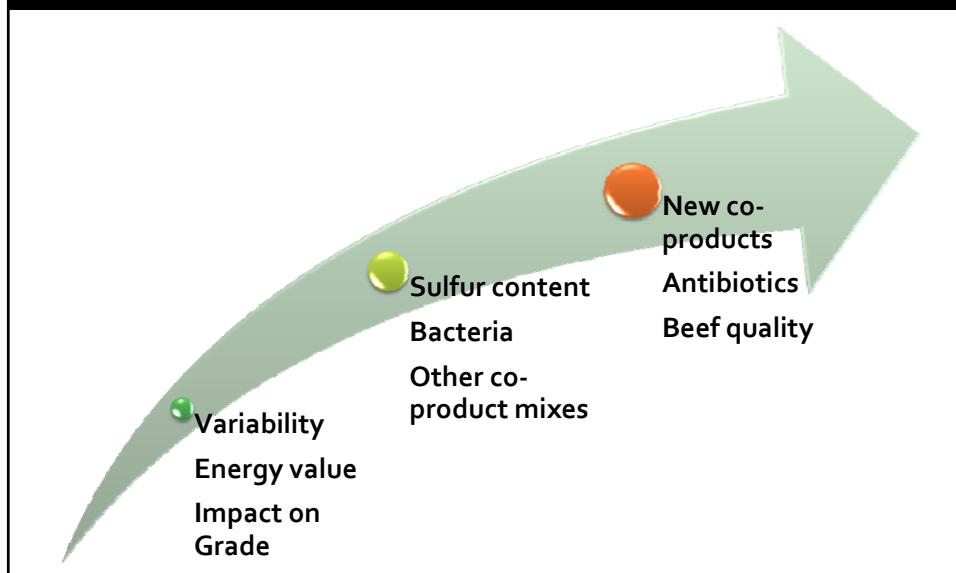 Variability
Energy value
Impact on
Grade
Sulfur content
Bacteria
Other co-
product mixes
New co-
products
Antibiotics
Beef quality